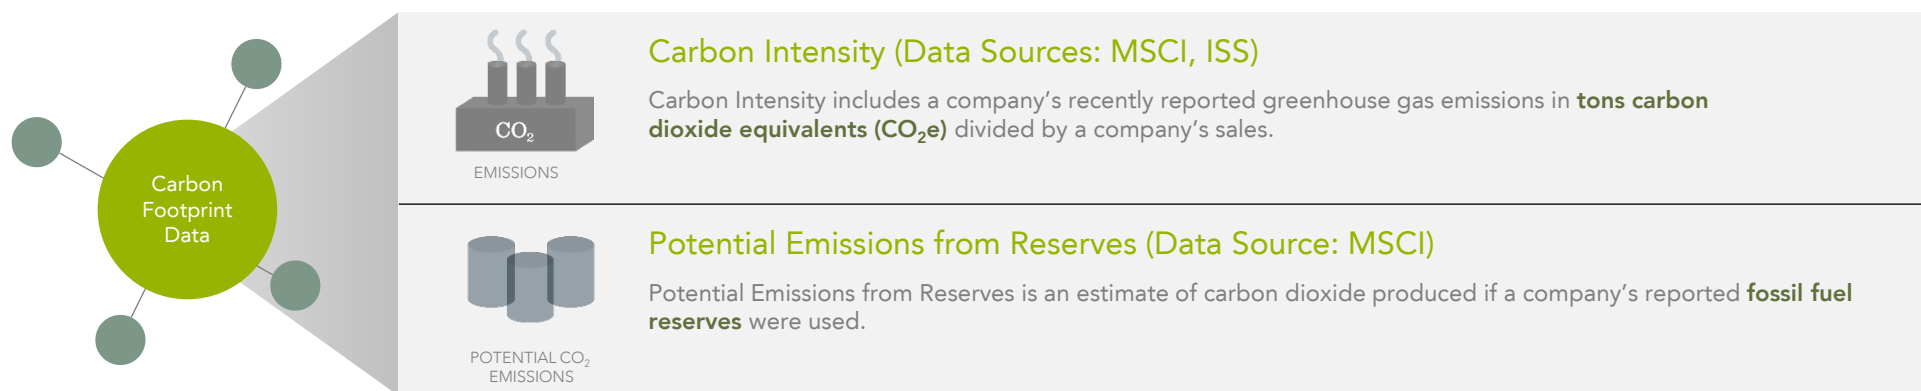 Carbon
Footprint
Data
CO₂
EMISSIONS
Carbon Intensity (Data Sources: MSCI, ISS)
Carbon Intensity includes a company’s recently reported greenhouse gas emissions in tons carbon
dioxide equivalents (CO₂e) divided by a company’s sales.
POTENTIAL CO₂
EMISSIONS
Potential Emissions from Reserves (Data Source: MSCI)
Potential Emissions from Reserves is an estimate of carbon dioxide produced if a company’s reported fossil fuel
reserves were used.